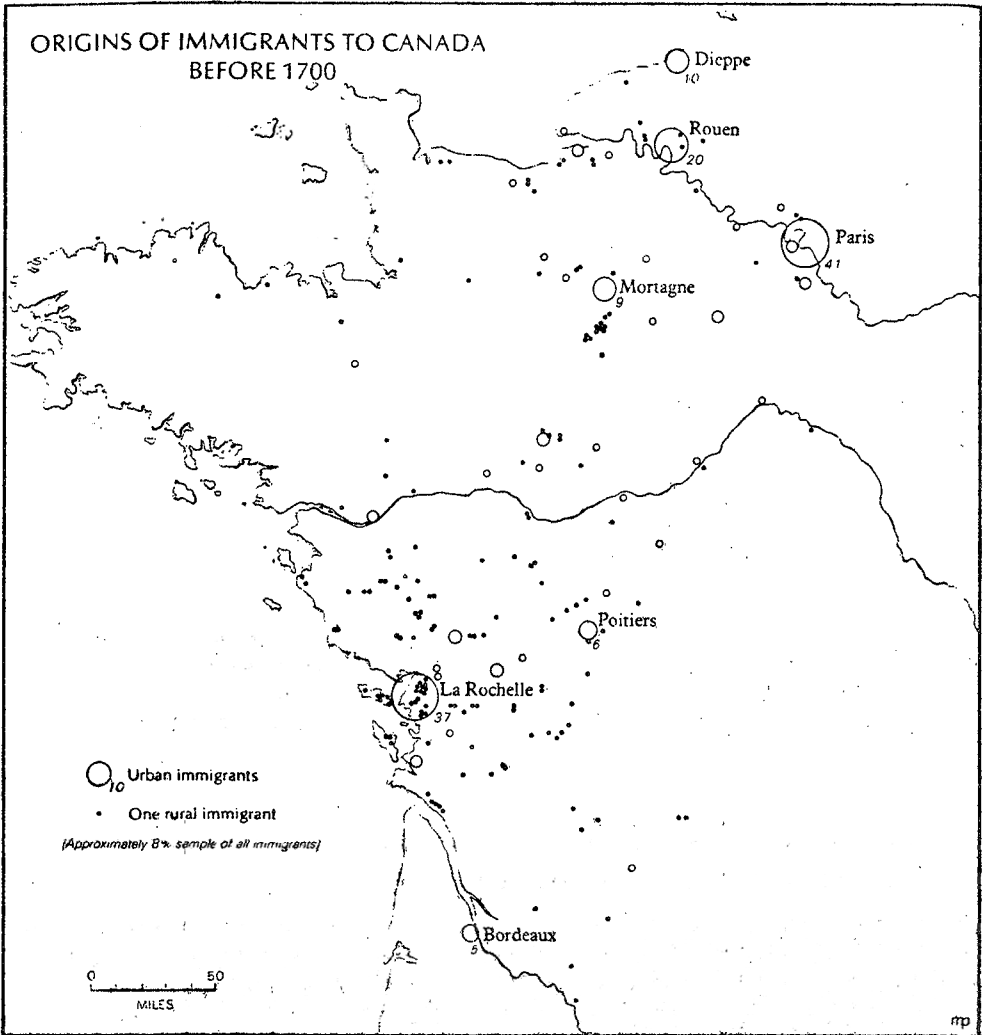 ORIGINS OF IMMIGRANTS TO CANADA
BEFORE 1700
Dieppe
10
Rouen
20
Paris
41
Mortagne
9
Poitiers
6
La Rochelle
37
10 Urban immigrants
One rural immigrant
[Approximately 8% sample of all immigrants]
Bordeaux
5
0 50
MILES
mp